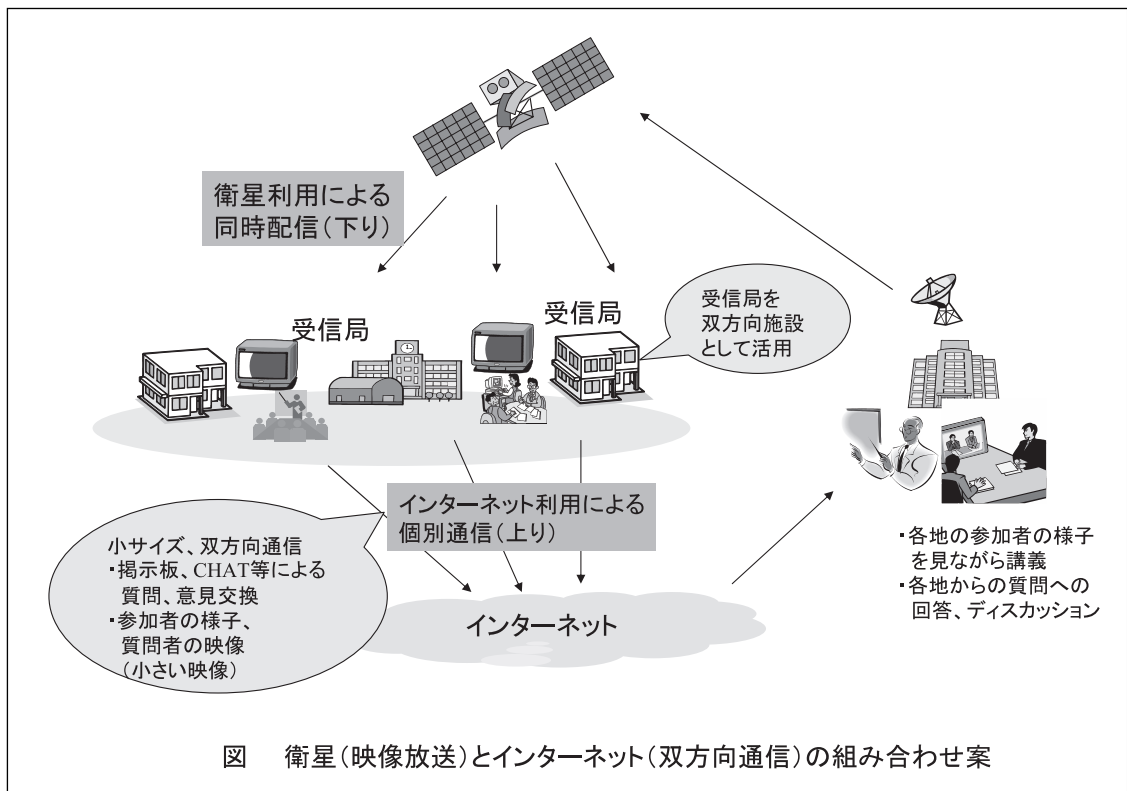 衛星利用による
同時配信（下り）
受信局
受信局
受信局を
双方向施設
として活用
インターネット利用による
個別通信（上り）
小サイズ、双方向通信
・掲示板、CHAT等による
質問、意見交換
・参加者の様子、
質問者の映像
（小さい映像）
インターネット
・各地の参加者の様子
を見ながら講義
・各地からの質問への
回答、ディスカッション
図　衛星（映像放送）とインターネット（双方向通信）の組み合わせ案